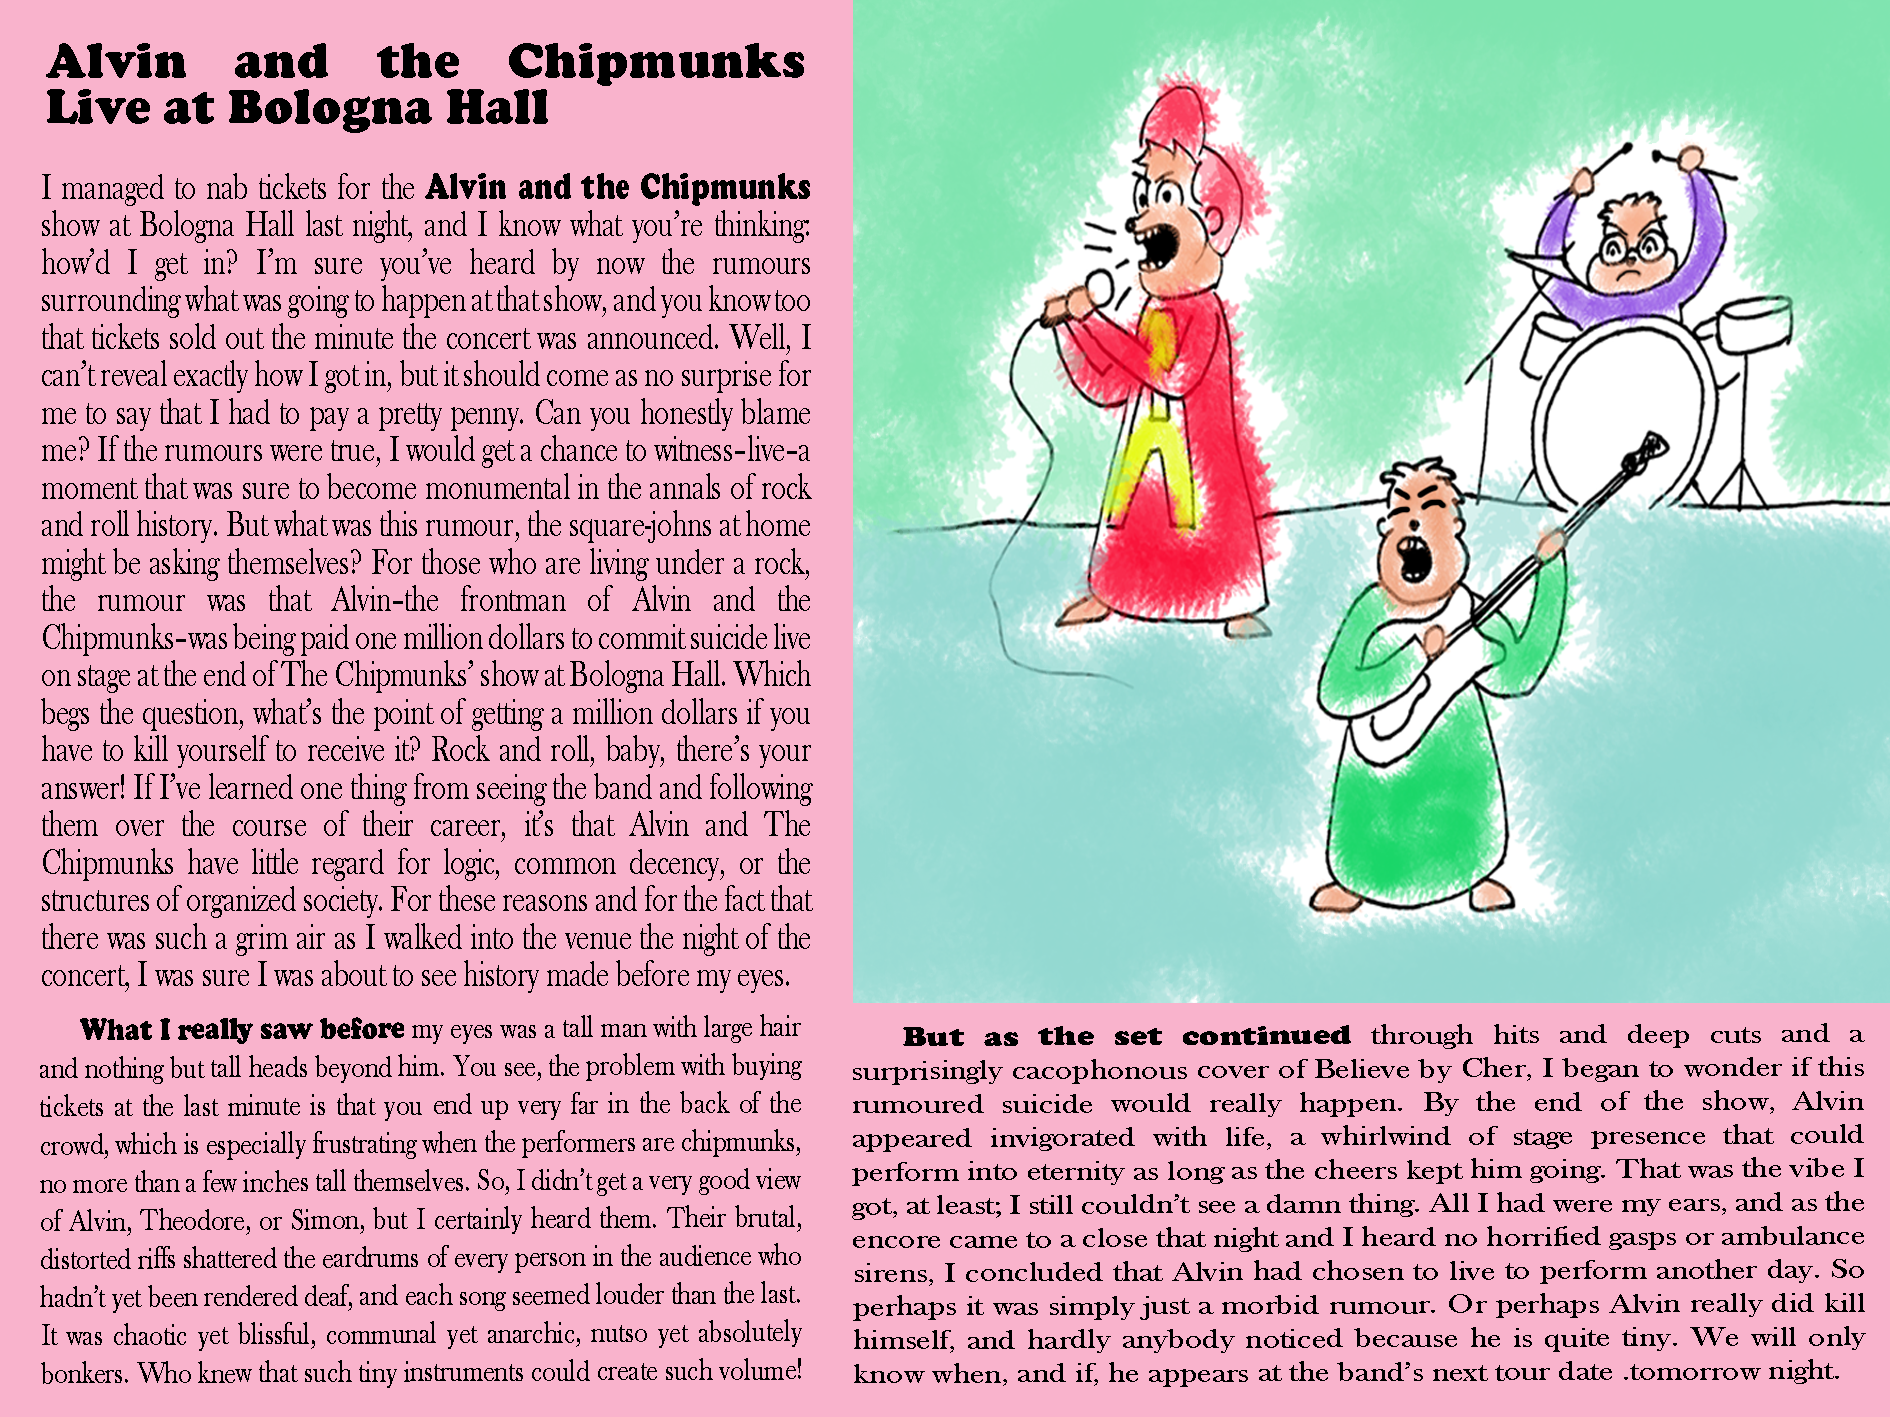 Alvin and the Chipmunks
Live at Bologna Hall
I managed to nab tickets for the Alvin and the Chipmunks
show at Bologna Hall last night, and I know what you're thinking:
how'd I get in? I'm sure you've heard by now the rumours
surrounding what was going to happen at that show, and you know too
that tickets sold out the minute the concert was announced. Well, I
can't reveal exactly how I got in, but it should come as no surprise for
me to say that I had to pay a pretty penny. Can you honestly blame
me? If the rumours were true, I would get a chance to witness-live-a
moment that was sure to become monumental in the annals of rock
and roll history. But what was this rumour, the square-johns at home
might be asking themselves? For those who are living under a rock,
the rumour was that Alvin-the frontman of Alvin and the
Chipmunks-was being paid one million dollars to commit suicide live
on stage at the end of The Chipmunks' show at Bologna Hall. Which
begs the question, what's the point of getting a million dollars if you
have to kill yourself to receive it? Rock and roll, baby, there's your
answer! If I've learned one thing from seeing the band and following
them over the course of their career, it's that Alvin and The
Chipmunks have little regard for logic, common decency, or the
structures of organized society. For these reasons and for the fact that
there was such a grim air as I walked into the venue the night of the
concert, I was sure I was about to see history made before my eyes.
What I really saw before my eyes was a tall man with large hair
and nothing but tall heads beyond him. You see, the problem with buying
tickets at the last minute is that you end up very far in the back of the
crowd, which is especially frustrating when the performers are chipmunks,
no more than a few inches tall themselves. So, I didn't get a very good view
of Alvin, Theodore, or Simon, but I certainly heard them. Their brutal,
distorted riffs shattered the eardrums of every person in the audience who
hadn't yet been rendered deaf, and each song seemed louder than the last.
It was chaotic yet blissful, communal yet anarchic, nutso yet absolutely
bonkers. Who knew that such tiny instruments could create such volume!
But as the set continued through hits and deep cuts and a
surprisingly cacophonous cover of Believe by Cher, I began to wonder if this
rumoured suicide would really happen. By the end of the show, Alvin
appeared invigorated with life, a whirlwind of stage presence that could
perform into eternity as long as the cheers kept him going. That was the vibe I
got, at least; I still couldn't see a damn thing. All I had were my ears, and as the
encore came to a close that night and I heard no horrified gasps or ambulance
sirens, I concluded that Alvin had chosen to live to perform another day. So
perhaps it was simply just a morbid rumour. Or perhaps Alvin really did kill
himself, and hardly anybody noticed because he is quite tiny. We will only
know when, and if, he appears at the band's next tour date .tomorrow night.